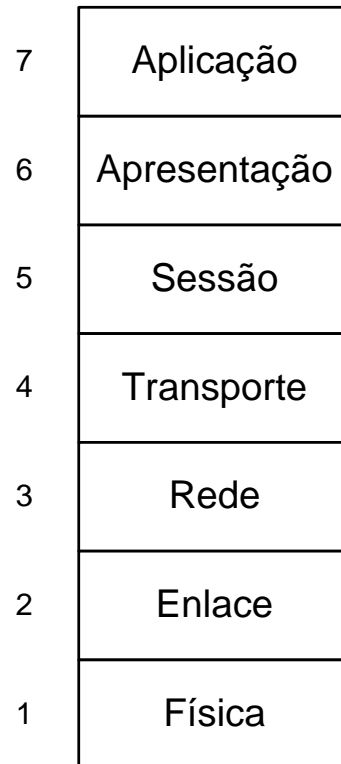 7 Aplicação
6 Apresentação
5 Sessão
4 Transporte
3 Rede
2 Enlace
1 Física